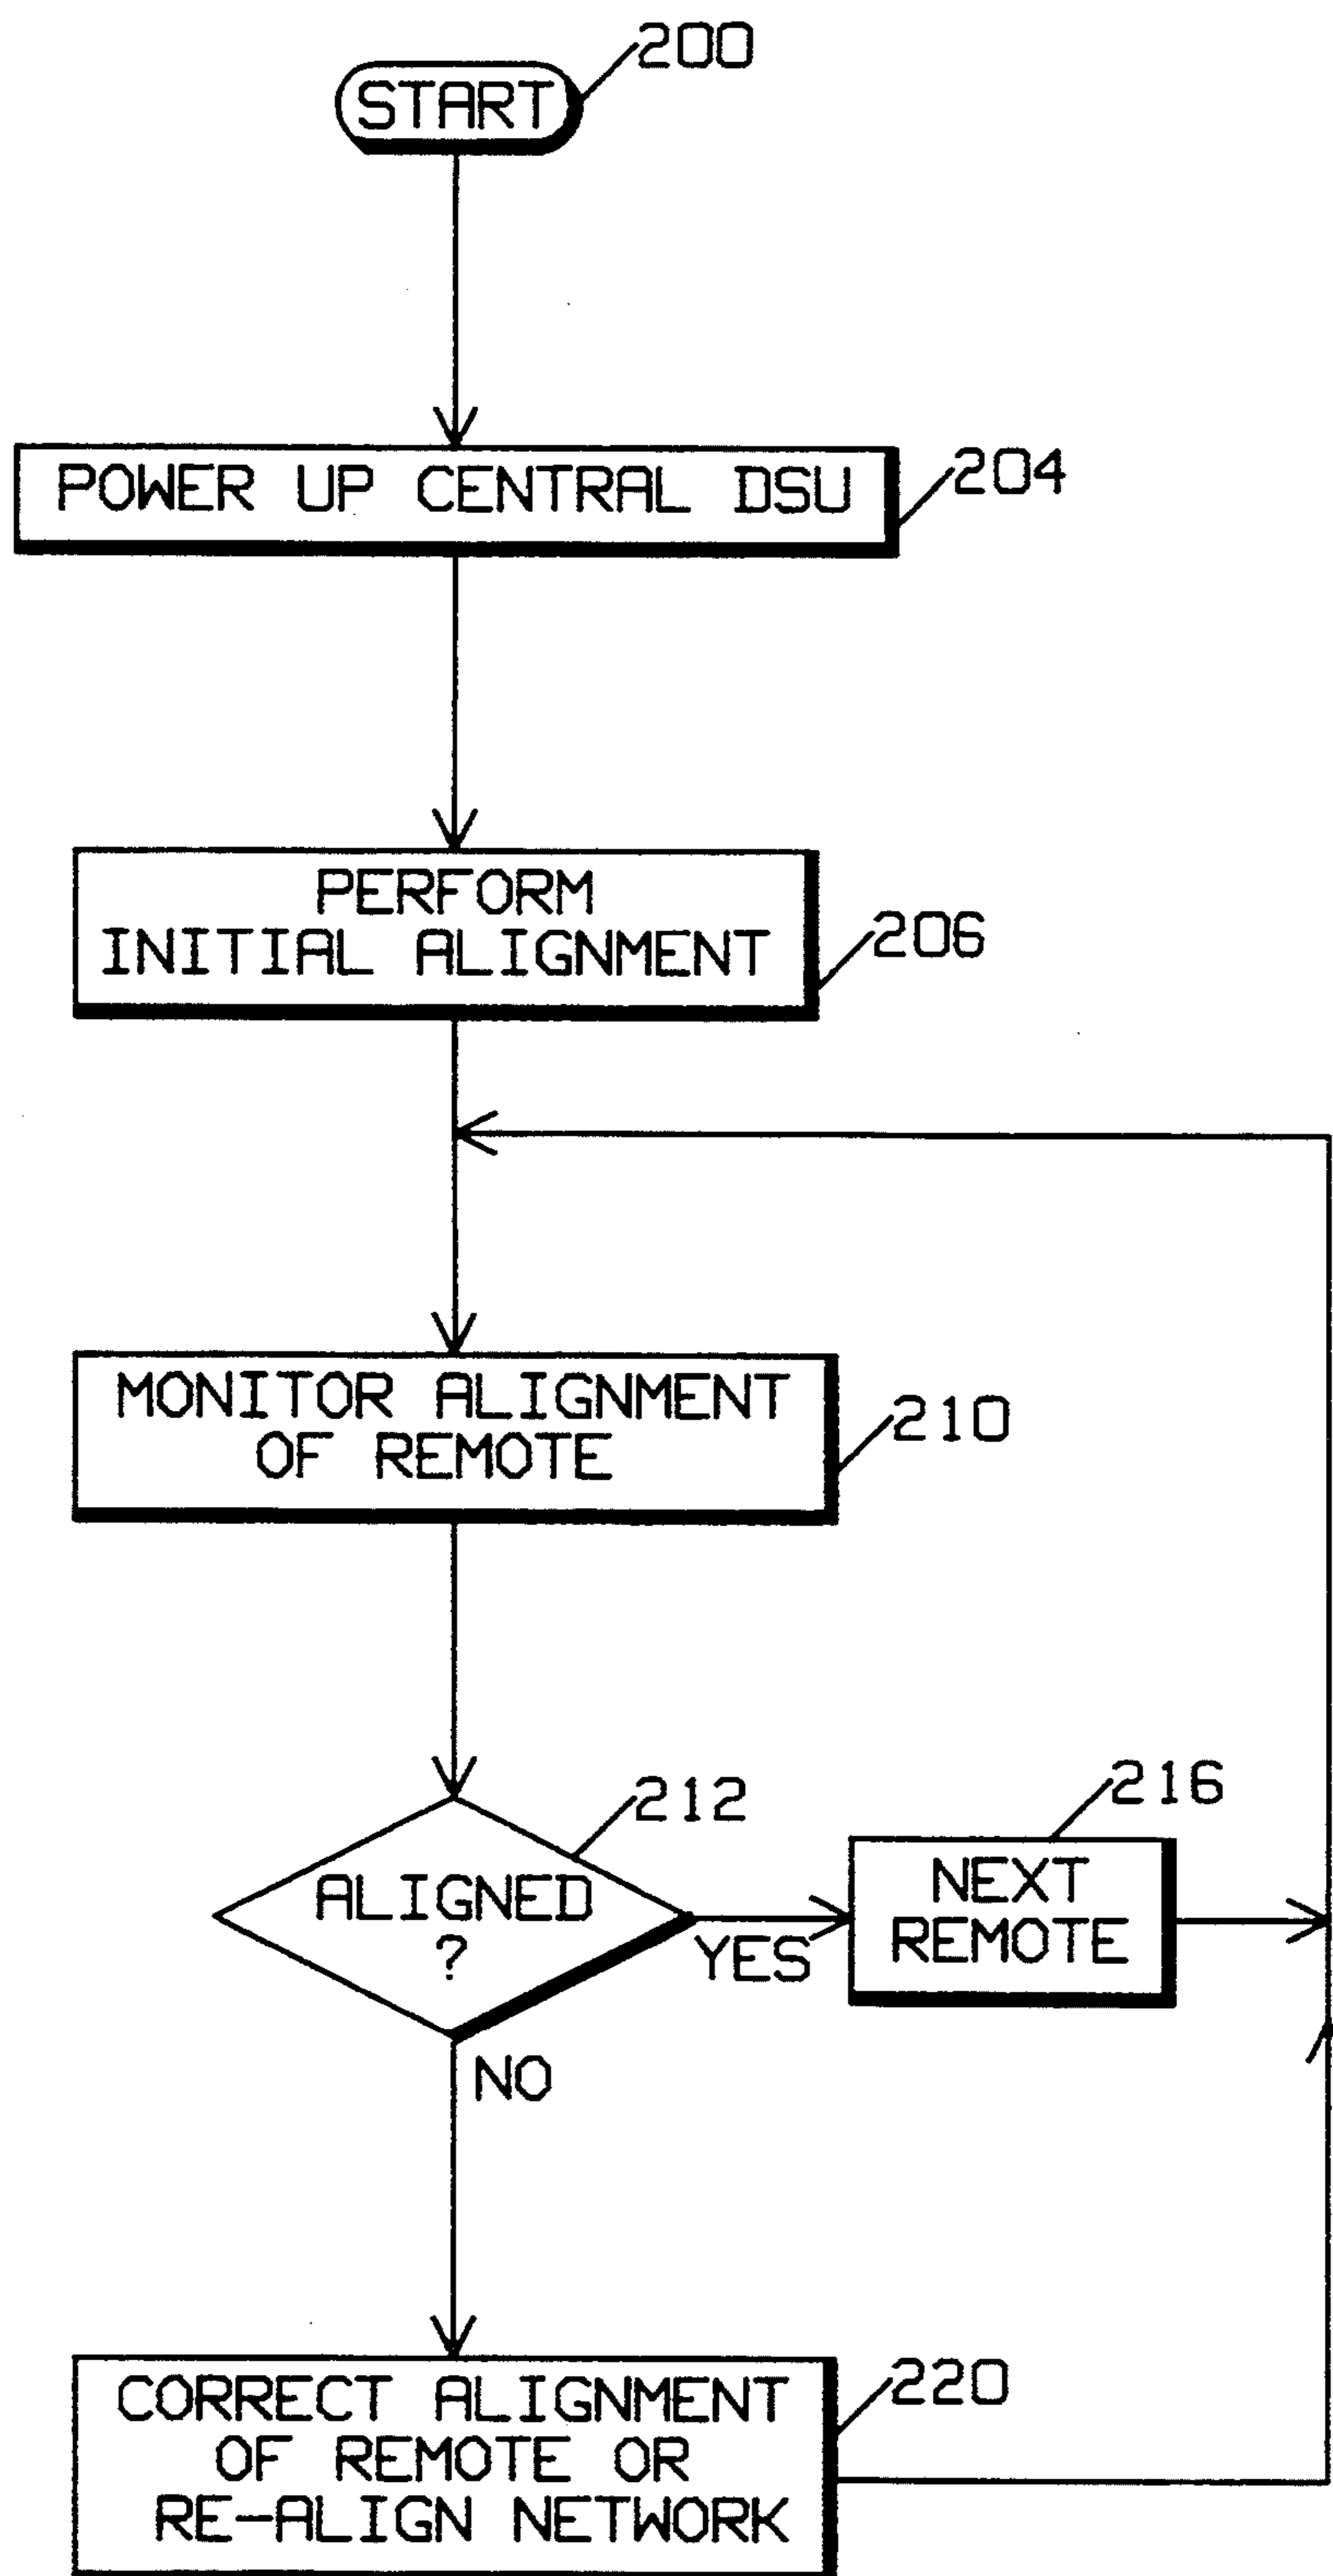 200
START
POWER UP CENTRAL DSU
204
PERFORM
INITIAL ALIGNMENT
206
MONITOR ALIGNMENT
OF REMOTE
210
212
ALIGNED
?
YES
NO
216
NEXT
REMOTE
CORRECT ALIGNMENT
OF REMOTE OR
RE-ALIGN NETWORK
220